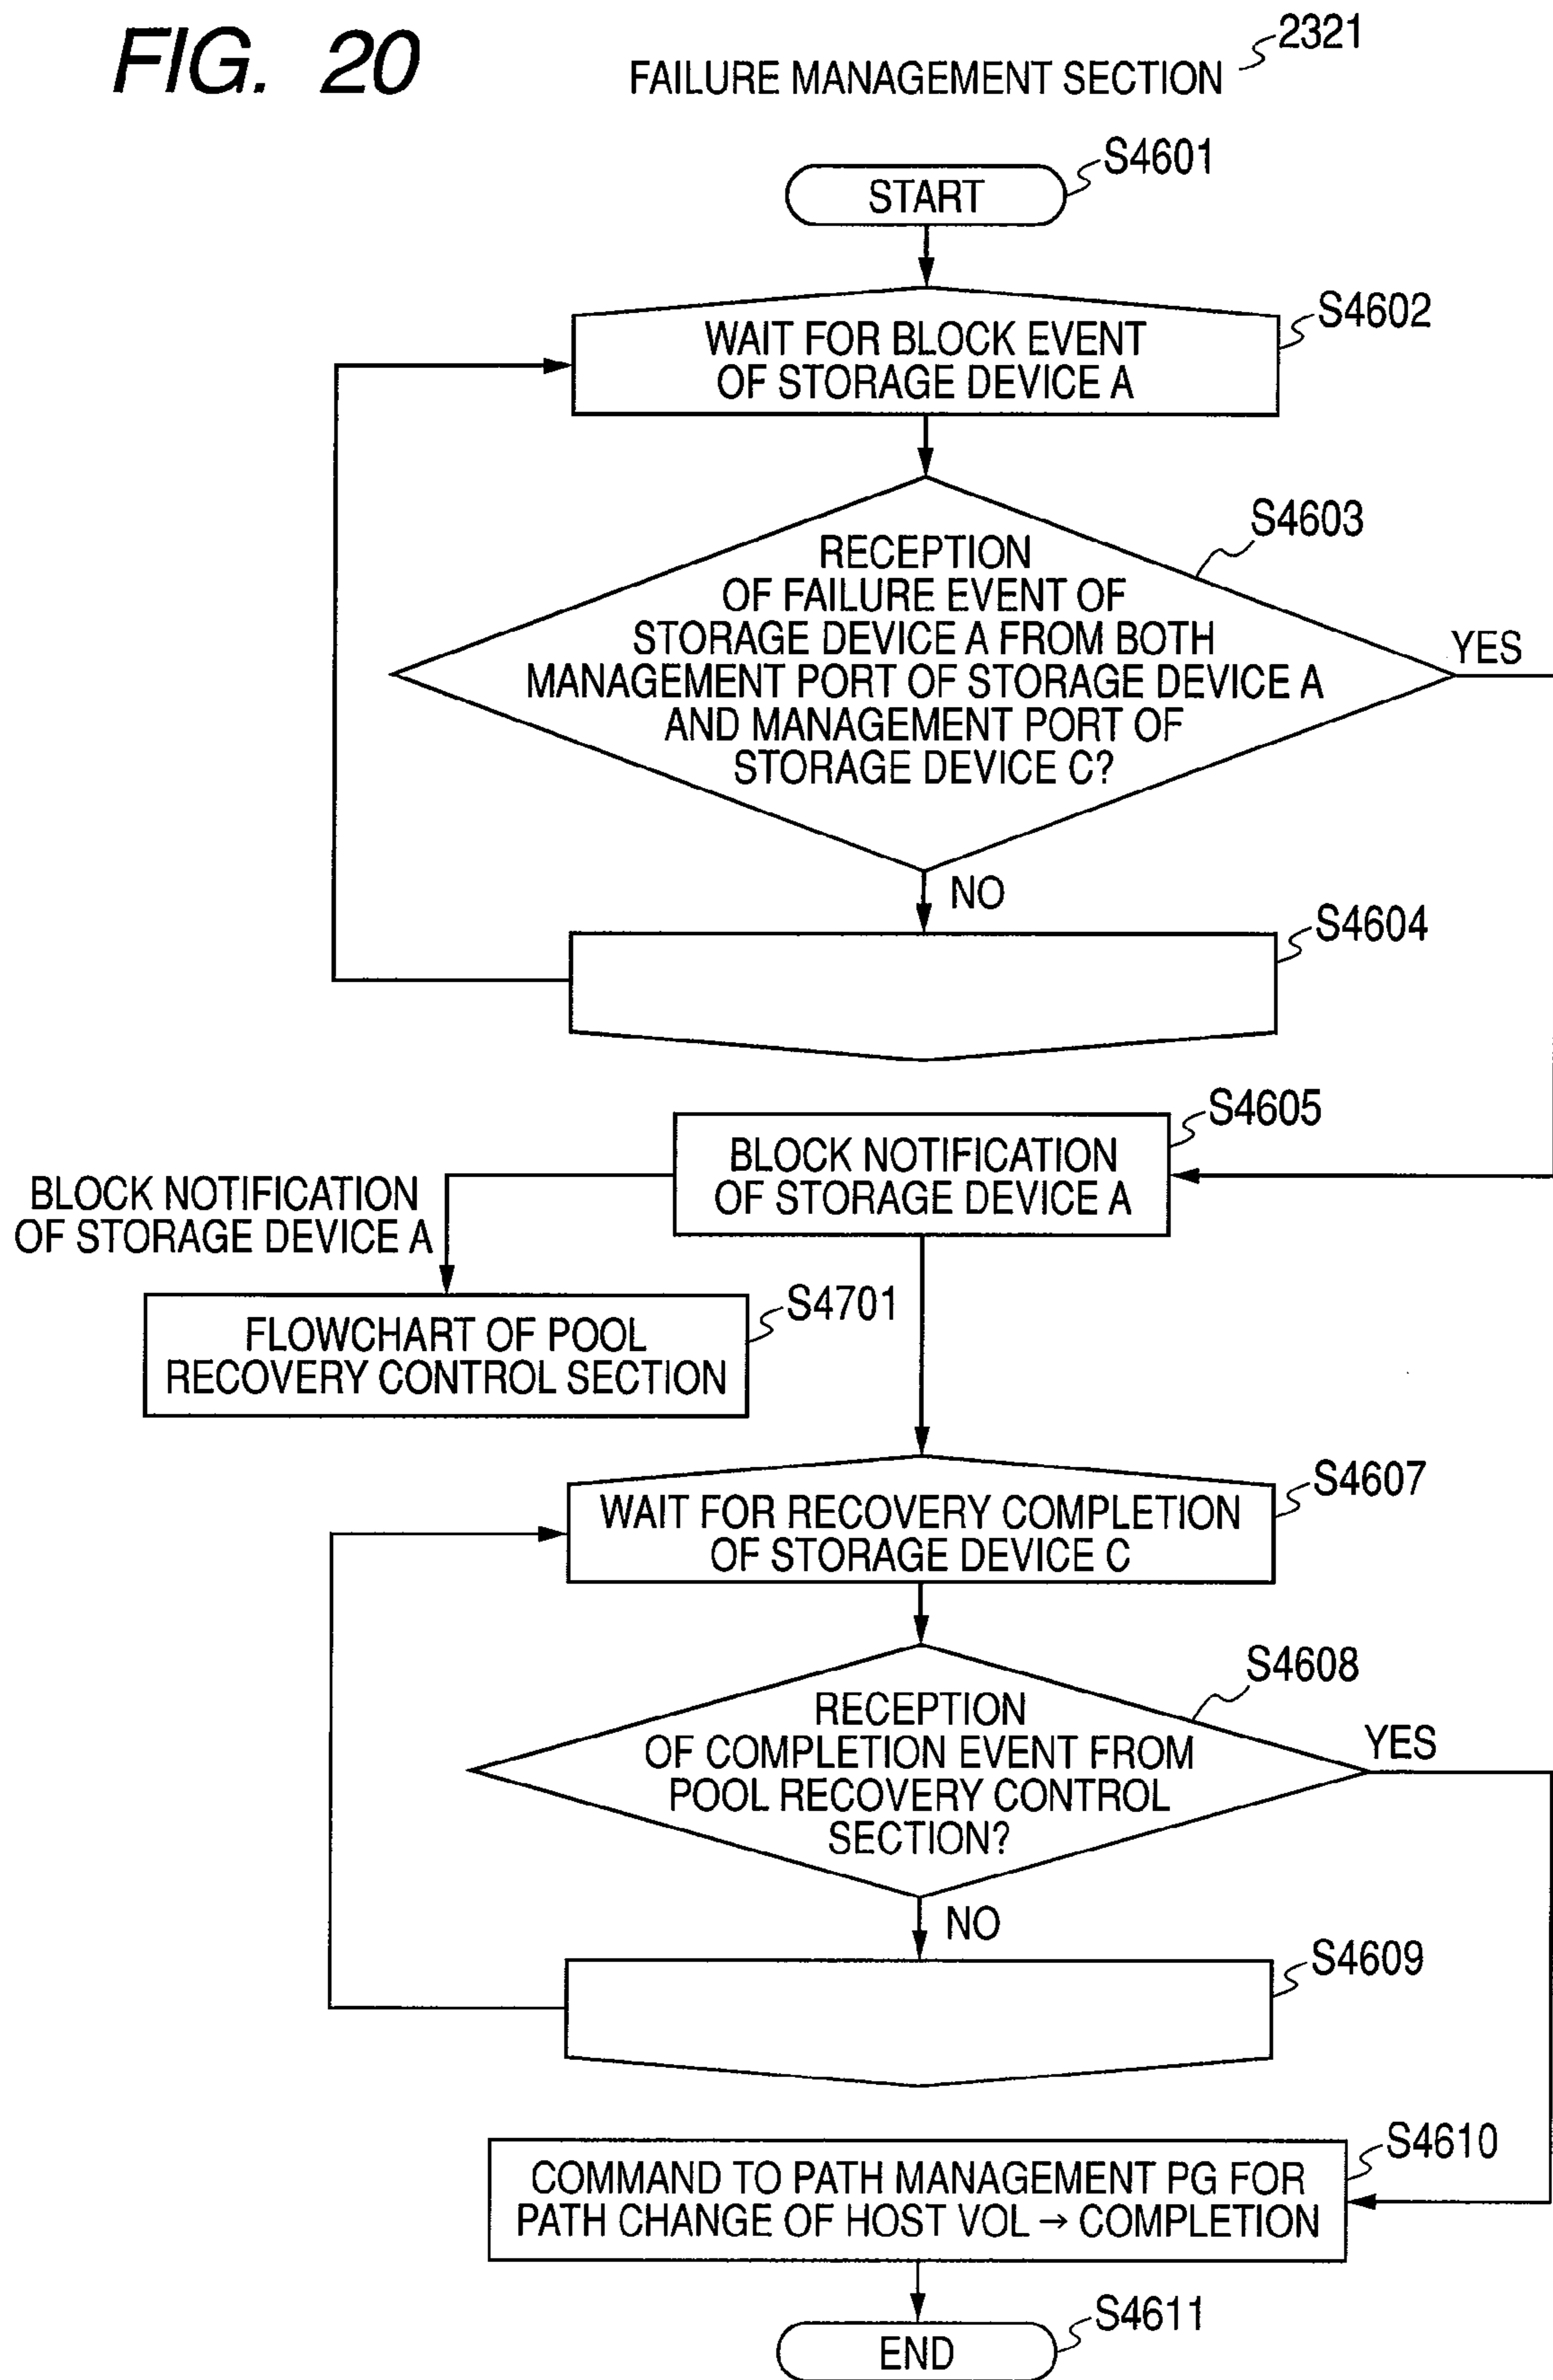 FIG. 20
2321
FAILURE MANAGEMENT SECTION
S4601
START
S4602
WAIT FOR BLOCK EVENT
OF STORAGE DEVICE A
S4603
RECEPTION
OF FAILURE EVENT OF
STORAGE DEVICE A FROM BOTH
MANAGEMENT PORT OF STORAGE DEVICE A
AND MANAGEMENT PORT OF
STORAGE DEVICE C?
YES
NO
S4604
S4605
BLOCK NOTIFICATION
OF STORAGE DEVICE A
BLOCK NOTIFICATION
OF STORAGE DEVICE A
S4701
FLOWCHART OF POOL
RECOVERY CONTROL SECTION
S4607
WAIT FOR RECOVERY COMPLETION
OF STORAGE DEVICE C
S4608
RECEPTION
OF COMPLETION EVENT FROM
POOL RECOVERY CONTROL
SECTION?
YES
NO
S4609
S4610
COMMAND TO PATH MANAGEMENT PG FOR
PATH CHANGE OF HOST VOL → COMPLETION
S4611
END